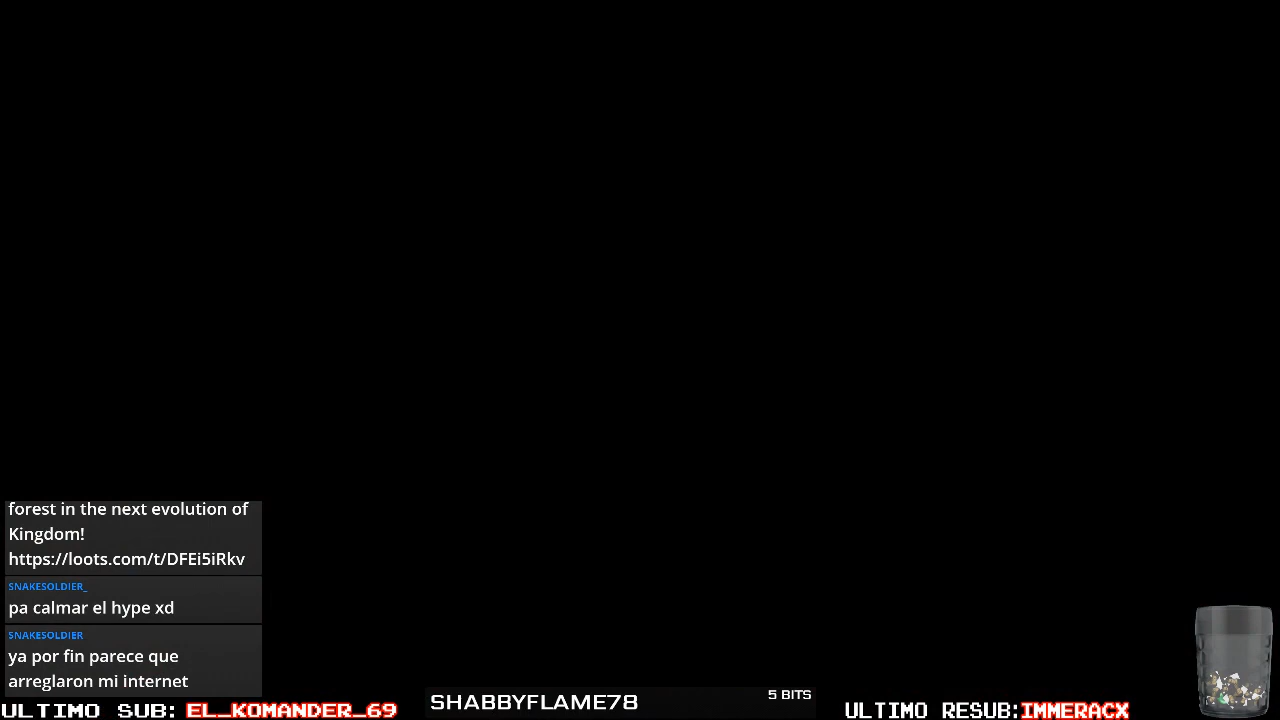 forest in the next evolution of
Kingdom!
https://loots.com/t/DFEi5iRkv
SNAKESOLDIER_
pa calmar el hype xd
SNAKESOLDIER
ya por fin parece que
arreglaron mi internet
ULTIMO SUB: EL_KOMANDER_69
SHABBYFLAME78
5 BITS
ULTIMO RESUB:IMMERACX